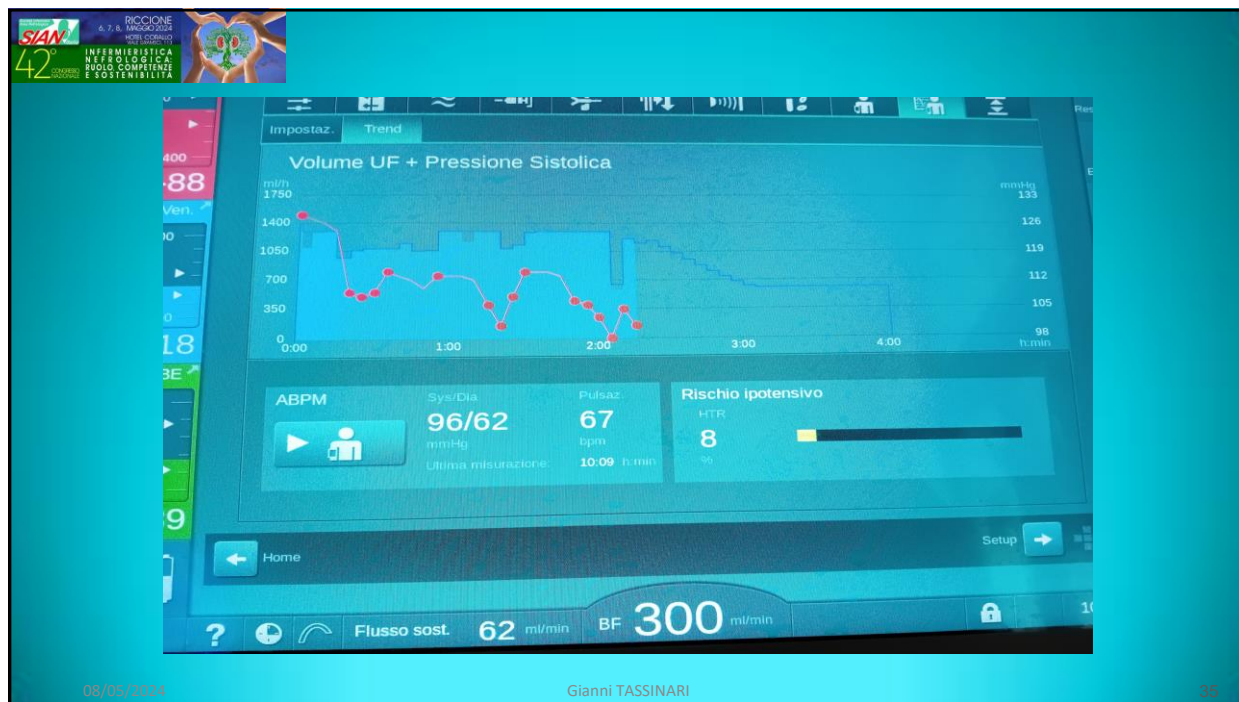 RICCIONE
6, 7, 8, MAGGIO 2024
HOTEL CORALLO
SIAN
42° CONGRESSO NAZIONALE
INFERMIERISTICA
NEFROLOGICA:
RUOLO, COMPETENZE
E SOSTENIBILITÀ
Impostaz. Trend
Volume UF + Pressione Sistolica
ml/h mmHg
1750 133
1400 126
1050 119
700 112
350 105
0 98
0:00 1:00 2:00 3:00 4:00 h:min
400
88
Ven.
18
BE
39
ABPM Sys/Dia Pulsaz.
96/62 67
mmHg bpm
Ultima misurazione: 10:09 h:min
Rischio ipotensivo
HTR
8
%
Home
Setup
? Flusso sost. 62 ml/min BF 300 ml/min
08/05/2024 Gianni TASSINARI 35